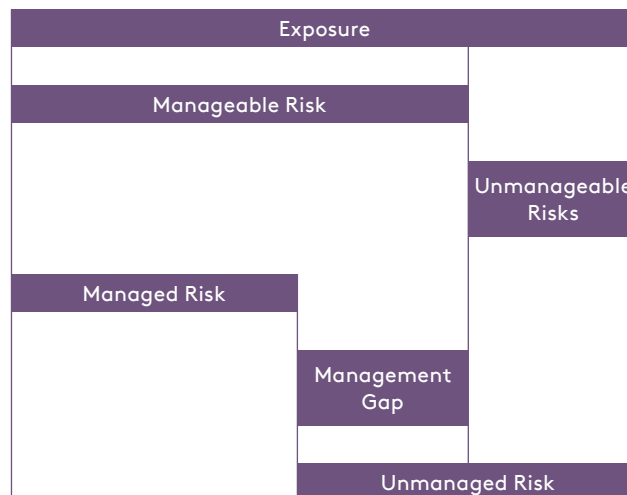 Exposure
Manageable Risk
Unmanageable
Risks
Managed Risk
Management
Gap
Unmanaged Risk